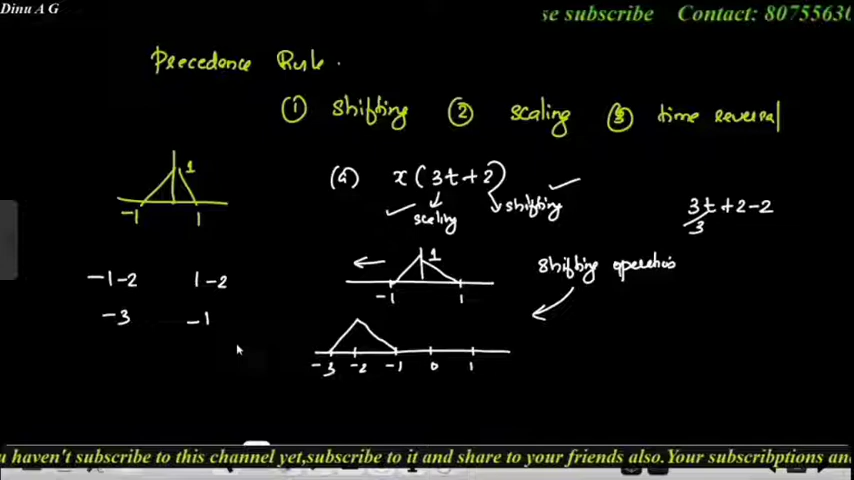 Dinu A G
se subscribe Contact: 80755630
Precedence Rule.
① shifting ② scaling ③ time reversal
1
-1 1
(a) x(3t+2)
scaling
shifting
3t+2-2
3
-1-2 1-2
-3 -1
1
-1 1
shifting operation
-3 -2 -1 0 1
u haven't subscribe to this channel yet,subscribe to it and share to your friends also.Your subscribptions an